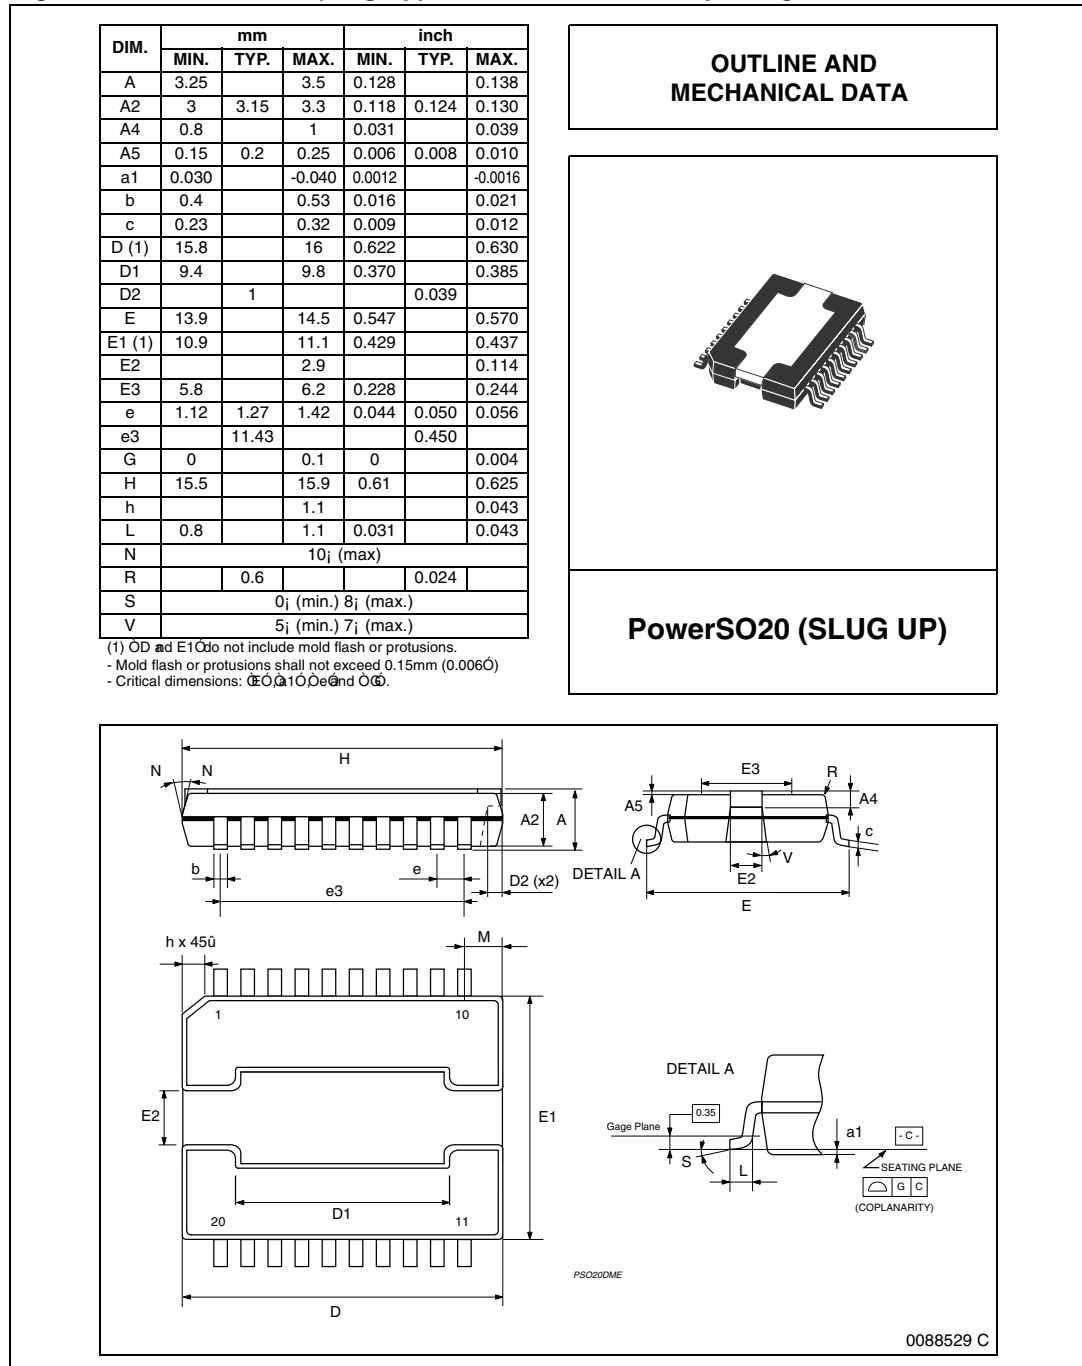 DIM. mm inch
MIN. TYP. MAX. MIN. TYP. MAX.
A 3.25 3.5 0.128 0.138
A2 3 3.15 3.3 0.118 0.124 0.130
A4 0.8 1 0.031 0.039
A5 0.15 0.2 0.25 0.006 0.008 0.010
a1 0.030 -0.040 0.0012 -0.0016
b 0.4 0.53 0.016 0.021
c 0.23 0.32 0.009 0.012
D (1) 15.8 16 0.622 0.630
D1 9.4 9.8 0.370 0.385
D2 1 0.039
E 13.9 14.5 0.547 0.570
E1 (1) 10.9 11.1 0.429 0.437
E2 2.9 0.114
E3 5.8 6.2 0.228 0.244
e 1.12 1.27 1.42 0.044 0.050 0.056
e3 11.43 0.450
G 0 0.1 0 0.004
H 15.5 15.9 0.61 0.625
h 1.1 0.043
L 0.8 1.1 0.031 0.043
N 10¡ (max)
R 0.6 0.024
S 0¡ (min.) 8¡ (max.)
V 5¡ (min.) 7¡ (max.)
(1) ÒD and E1Ó do not include mold flash or protusions.
- Mold flash or protusions shall not exceed 0.15mm (0.006Ó)
- Critical dimensions:
OUTLINE AND
MECHANICAL DATA
PowerSO20 (SLUG UP)
H
N N
A2 A
b
e
e3
D2 (x2)
E3
R
A5
A4
c
V
DETAIL A
E2
E
h x 45û
M
1 10
E2
E1
D1
20 11
D
DETAIL A
Gage Plane
0.35
S
L
a1
- C -
SEATING PLANE
G C
(COPLANARITY)
PSO20DME
0088529 C